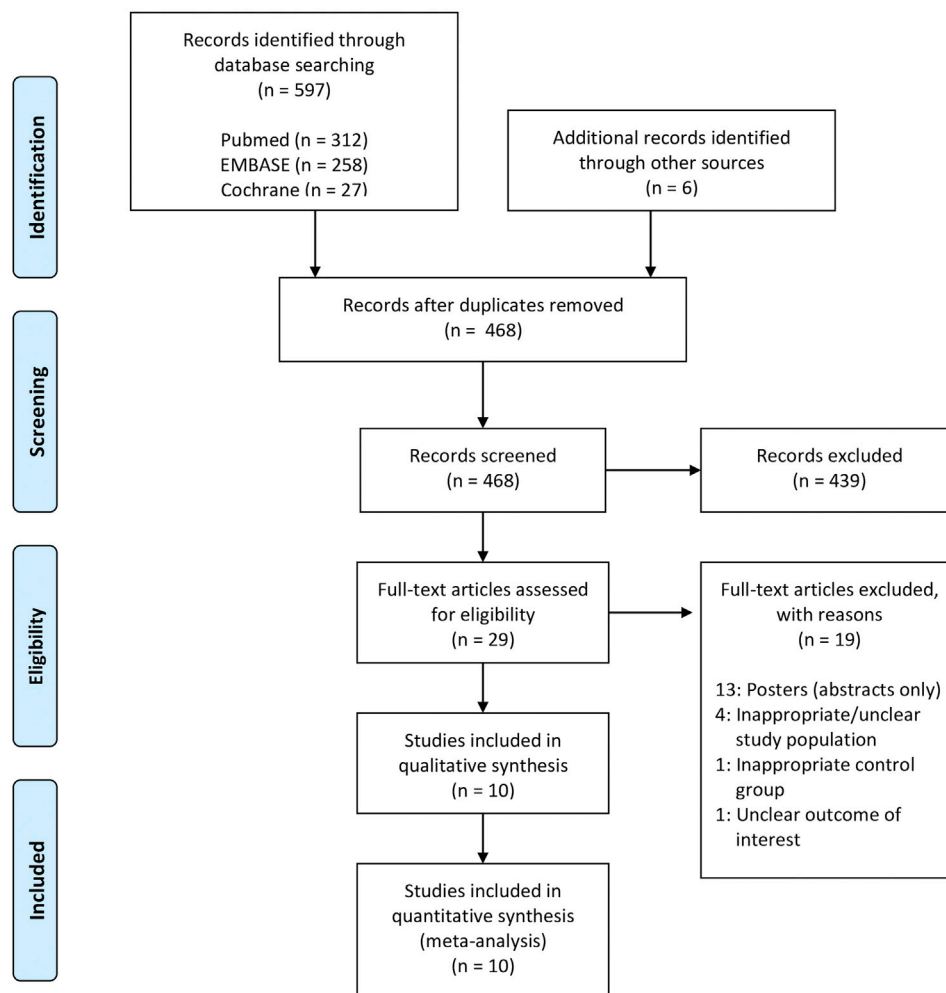 Records identified through
database searching
(n = 597)
Pubmed (n = 312)
EMBASE (n = 258)
Cochrane (n = 27)
Additional records identified
through other sources
(n = 6)
Identification
Records after duplicates removed
(n = 468)
Screening
Records screened
(n = 468)
Records excluded
(n = 439)
Eligibility
Full-text articles assessed
for eligibility
(n = 29)
Full-text articles excluded,
with reasons
(n = 19)
13: Posters (abstracts only)
4: Inappropriate/unclear
study population
1: Inappropriate control
group
1: Unclear outcome of
interest
Studies included in
qualitative synthesis
(n = 10)
Included
Studies included in
quantitative synthesis
(meta-analysis)
(n = 10)